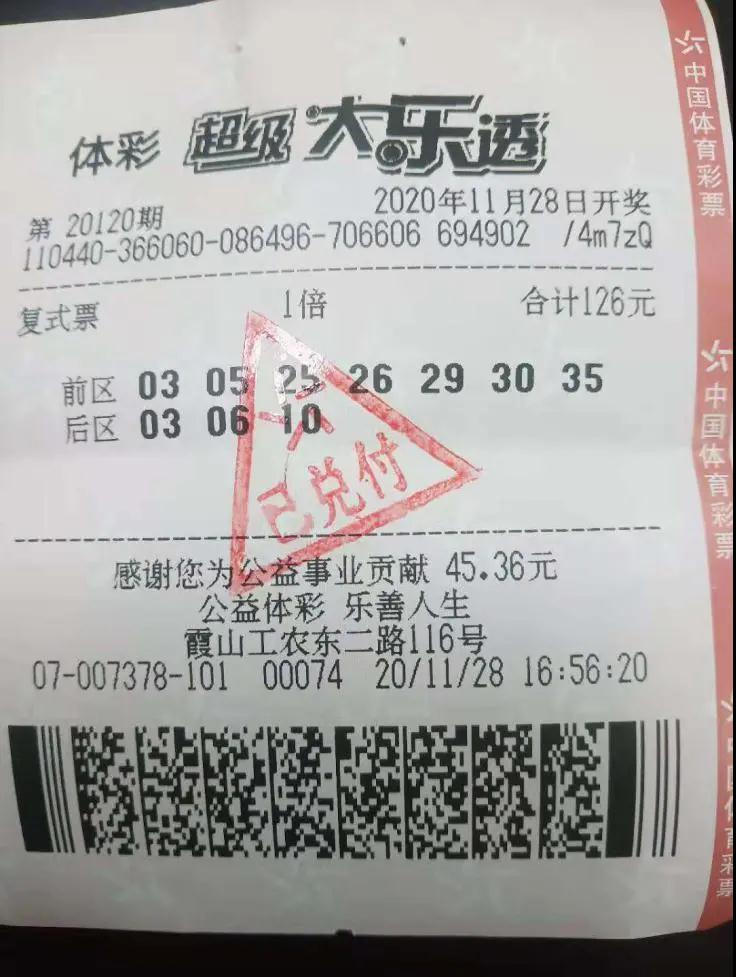 体彩 超级大乐透
第 20120期 2020年11月28日开奖
110440-366060-086496-706606 694902 /4m7zQ
复式票 1倍 合计126元
前区 03 05 25 26 29 30 35
后区 03 06 10
已兑付
感谢您为公益事业贡献 45.36元
公益体彩 乐善人生
霞山工农东二路116号
07-007378-101 00074 20/11/28 16:56:20
中国体育彩票
中国体育彩票
中国体育彩票